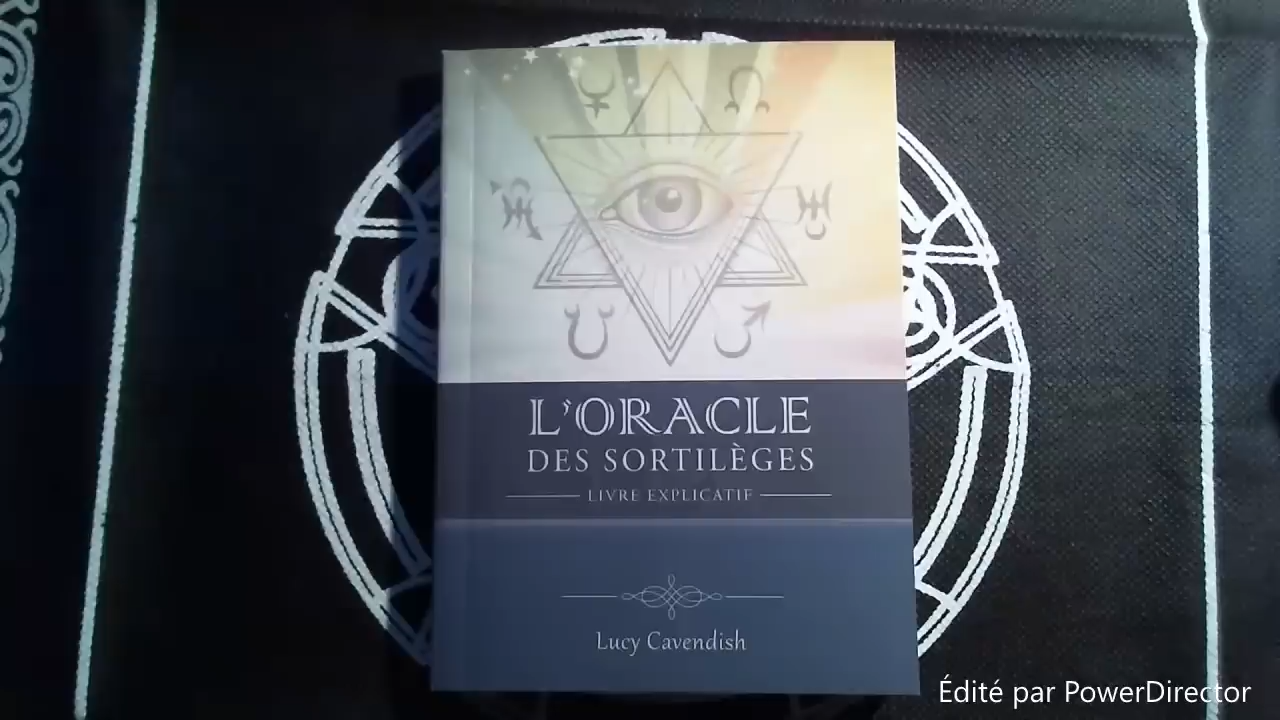 L'ORACLE
DES SORTILÈGES
LIVRE EXPLICATIF
Lucy Cavendish
Édité par PowerDirector